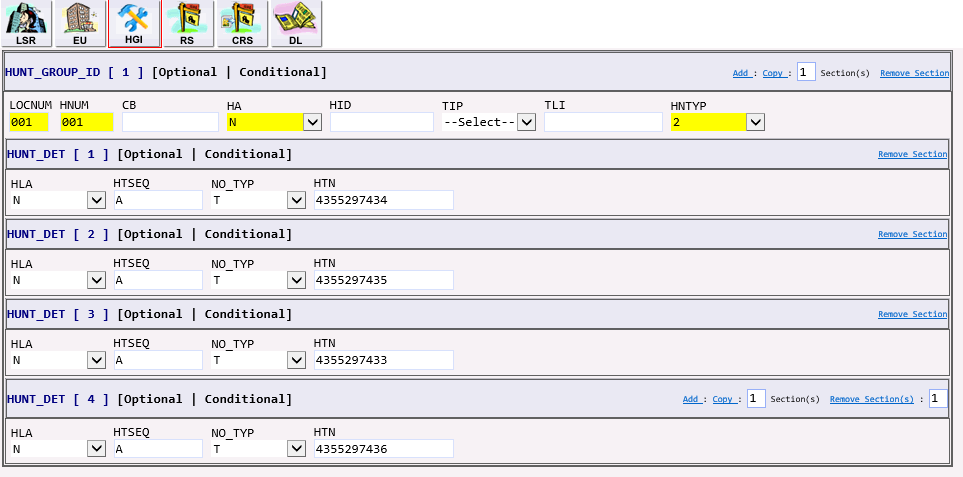 LSR EU HGI RS CRS DL
HUNT_GROUP_ID [ 1 ] [Optional | Conditional] Add : Copy : 1 Section(s) Remove Section
LOCNUM HNUM CB HA HID TIP TLI HNTYP
001 001 N --Select-- 2
HUNT_DET [ 1 ] [Optional | Conditional] Remove Section
HLA HTSEQ NO_TYP HTN
N A T 4355297434
HUNT_DET [ 2 ] [Optional | Conditional] Remove Section
HLA HTSEQ NO_TYP HTN
N A T 4355297435
HUNT_DET [ 3 ] [Optional | Conditional] Remove Section
HLA HTSEQ NO_TYP HTN
N A T 4355297433
HUNT_DET [ 4 ] [Optional | Conditional] Add : Copy : 1 Section(s) Remove Section(s) : 1
HLA HTSEQ NO_TYP HTN
N A T 4355297436